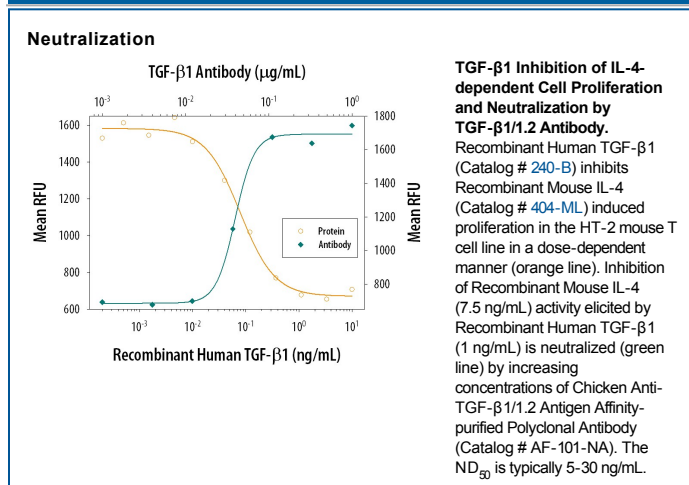 Neutralization
TGF-β1 Antibody (μg/mL)
10⁻³ 10⁻² 10⁻¹ 10⁰
1600
1400
1200
1000
800
600
Mean RFU
1800
1600
1400
1200
1000
800
Mean RFU
Protein
Antibody
10⁻³ 10⁻² 10⁻¹ 10⁰ 10¹
Recombinant Human TGF-β1 (ng/mL)
TGF-β1 Inhibition of IL-4-
dependent Cell Proliferation
and Neutralization by
TGF-β1/1.2 Antibody.
Recombinant Human TGF-β1
(Catalog # 240-B) inhibits
Recombinant Mouse IL-4
(Catalog # 404-ML) induced
proliferation in the HT-2 mouse T
cell line in a dose-dependent
manner (orange line). Inhibition
of Recombinant Mouse IL-4
(7.5 ng/mL) activity elicited by
Recombinant Human TGF-β1
(1 ng/mL) is neutralized (green
line) by increasing
concentrations of Chicken Anti-
TGF-β1/1.2 Antigen Affinity-
purified Polyclonal Antibody
(Catalog # AF-101-NA). The
ND₅₀ is typically 5-30 ng/mL.